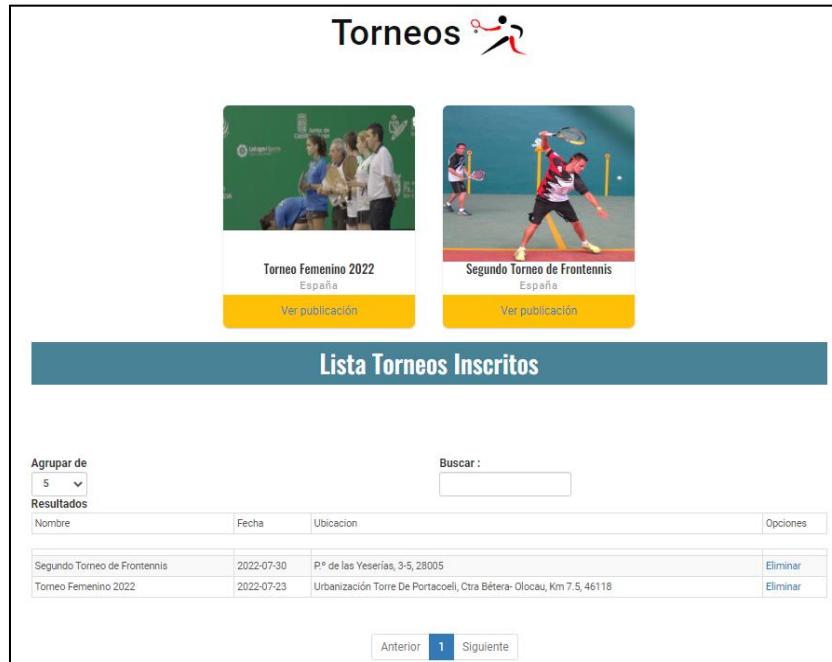 Torneos
Junta de
Torneo Femenino 2022
España
Ver publicación
Segundo Torneo de Frontennis
España
Ver publicación
Lista Torneos Inscritos
Agrupar de
5
Buscar :
Resultados
Nombre Fecha Ubicacion Opciones
Segundo Torneo de Frontennis 2022-07-30 P.º de las Yeserías, 3-5, 28005 Eliminar
Torneo Femenino 2022 2022-07-23 Urbanización Torre De Portacoeli, Ctra Bétera- Olocau, Km 7.5, 46118 Eliminar
Anterior 1 Siguiente